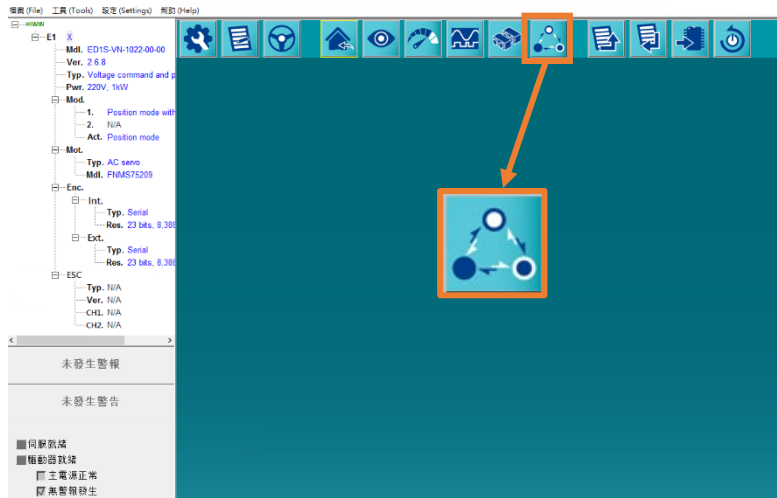 檔案(File) 工具(Tools) 設定(Settings) 幫助(Help)
HIWIN
E1 X
Mdl. ED1S-VN-1022-00-00
Ver. 2.6.8
Typ. Voltage command and p
Pwr. 220V, 1kW
Mod.
1. Position mode with
2. N/A
Act. Position mode
Mot.
Typ. AC servo
Mdl. FNMS75209
Enc.
Int.
Typ. Serial
Res. 23 bits, 8,388
Ext.
Typ. Serial
Res. 23 bits, 8,388
ESC
Typ. N/A
Ver. N/A
CH1. N/A
CH2. N/A
未發生警報
未發生警告
伺服就緒
驅動器就緒
主電源正常
無警報發生